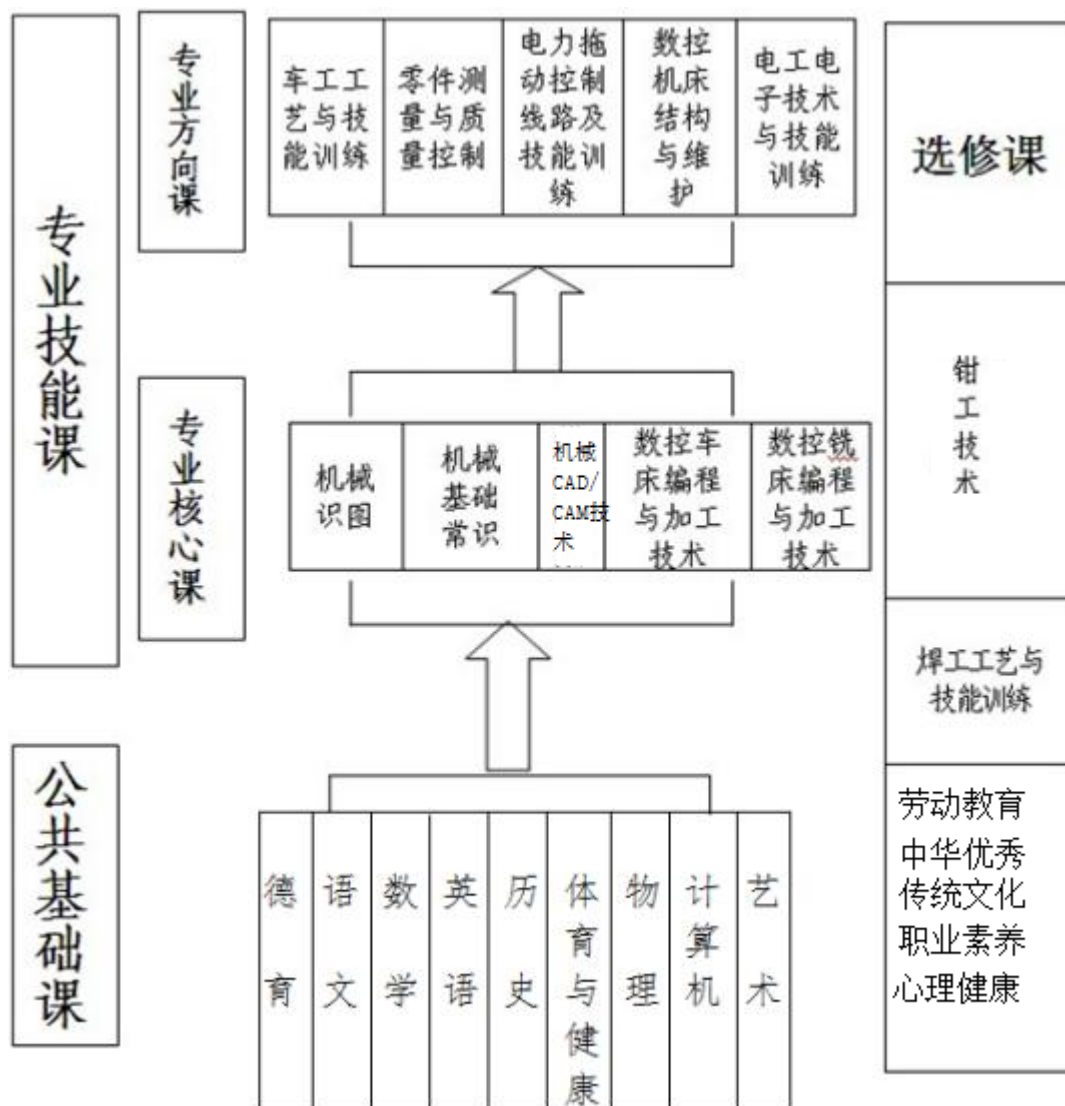 专业技能课
专业方向课
车工工
艺与技
能训练
零件测
量与质
量控制
电力拖
动控制
线路及
技能训
练
数控
机床
结构
与维
护
电工电
子技术
与技能
训练
选修课
专业核心课
机械
识图
机械
基础
常识
机械
CAD/
CAM技
术
数控车
床编程
与加工
技术
数控铣
床编程
与加工
技术
钳工技术
焊工工艺与
技能训练
公共基础课
德育
语文
数学
英语
历史
体育与健康
物理
计算机
艺术
劳动教育
中华优秀
传统文化
职业素养
心理健康